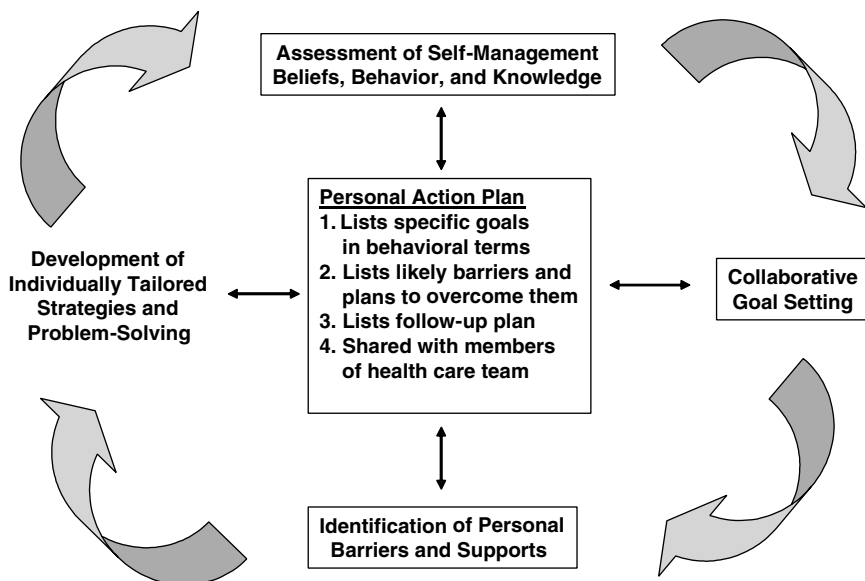 Assessment of Self-Management
Beliefs, Behavior, and Knowledge
Personal Action Plan
1. Lists specific goals
in behavioral terms
2. Lists likely barriers and
plans to overcome them
3. Lists follow-up plan
4. Shared with members
of health care team
Development of
Individually Tailored
Strategies and
Problem-Solving
Collaborative
Goal Setting
Identification of Personal
Barriers and Supports